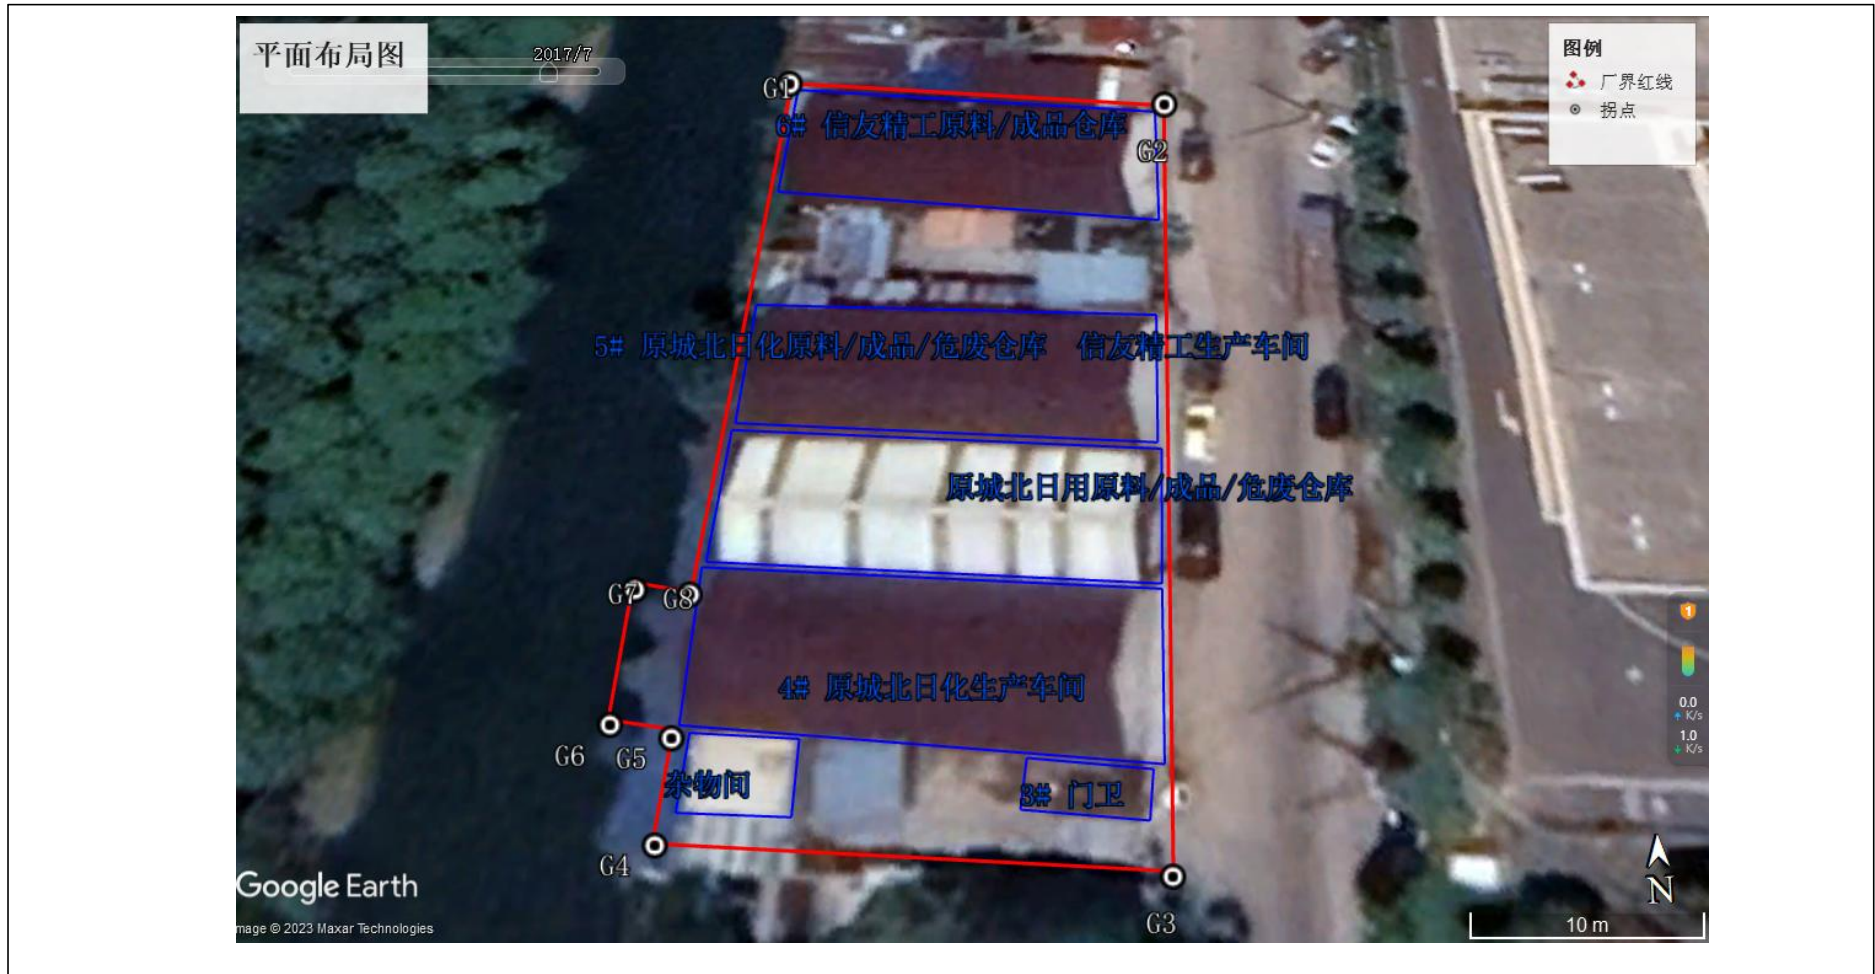 平面布局图
2017/7
图例
厂界红线
拐点
G1
G2
6# 信友精工原料/成品仓库
5# 原城北日化原料/成品/危废仓库 信友精工生产车间
原城北日用原料/成品/危废仓库
G7
G8
4# 原城北日化生产车间
G6
G5
杂物间
3# 门卫
G4
G3
1
0.0
K/s
1.0
K/s
N
10 m
Google Earth
mage © 2023 Maxar Technologies